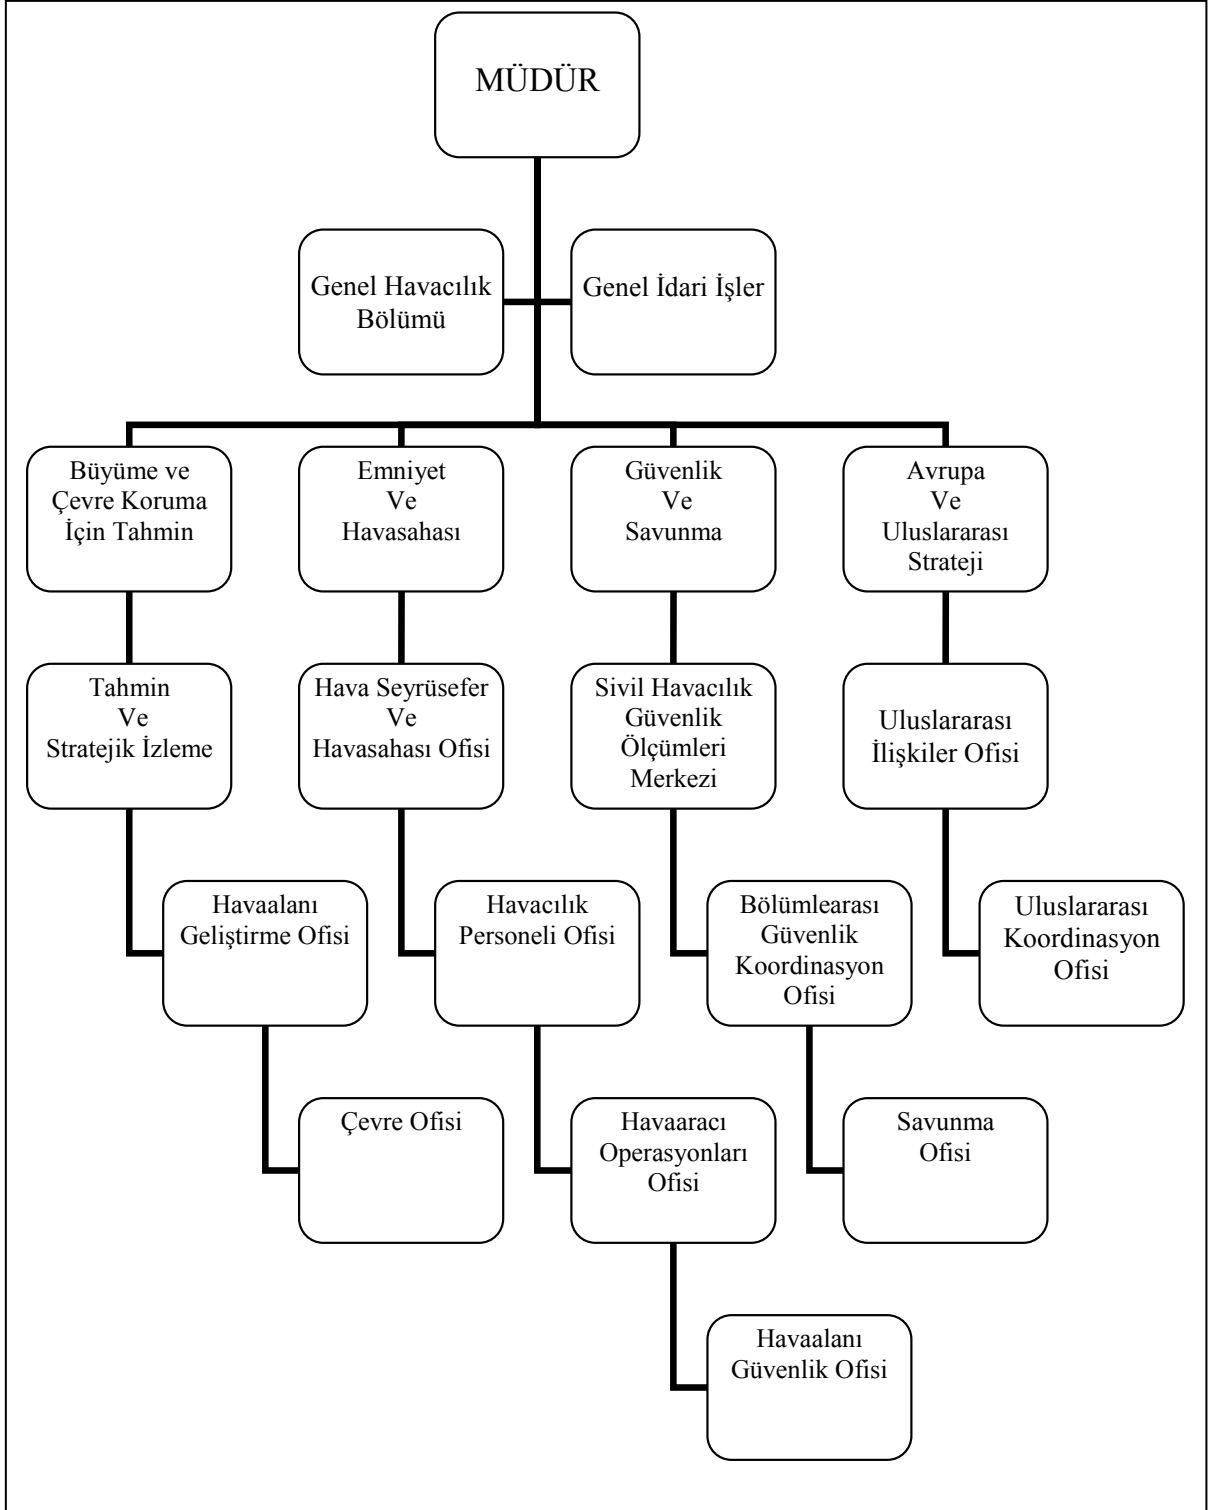 MÜDÜR
Genel Havacılık
Bölümü
Genel İdari İşler
Büyüme ve
Çevre Koruma
İçin Tahmin
Emniyet
Ve
Havasahası
Güvenlik
Ve
Savunma
Avrupa
Ve
Uluslararası
Strateji
Tahmin
Ve
Stratejik İzleme
Hava Seyrüsefer
Ve
Havasahası Ofisi
Sivil Havacılık
Güvenlik
Ölçümleri
Merkezi
Uluslararası
İlişkiler Ofisi
Havaalanı
Geliştirme Ofisi
Havacılık
Personeli Ofisi
Bölümlearası
Güvenlik
Koordinasyon
Ofisi
Uluslararası
Koordinasyon
Ofisi
Çevre Ofisi
Havaaracı
Operasyonları
Ofisi
Savunma
Ofisi
Havaalanı
Güvenlik Ofisi